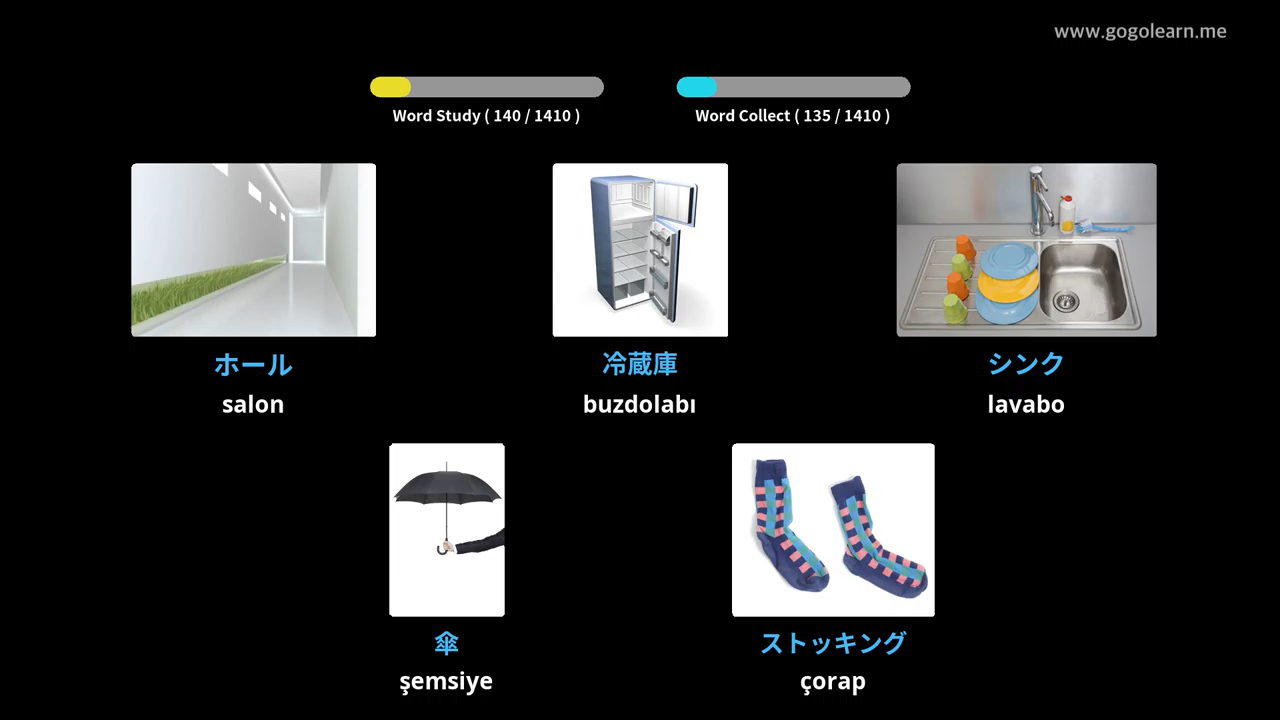 www.gogolearn.me
Word Study ( 140 / 1410 )
Word Collect ( 135 / 1410 )
ホール
salon
冷蔵庫
buzdolabı
シンク
lavabo
傘
şemsiye
ストッキング
çorap